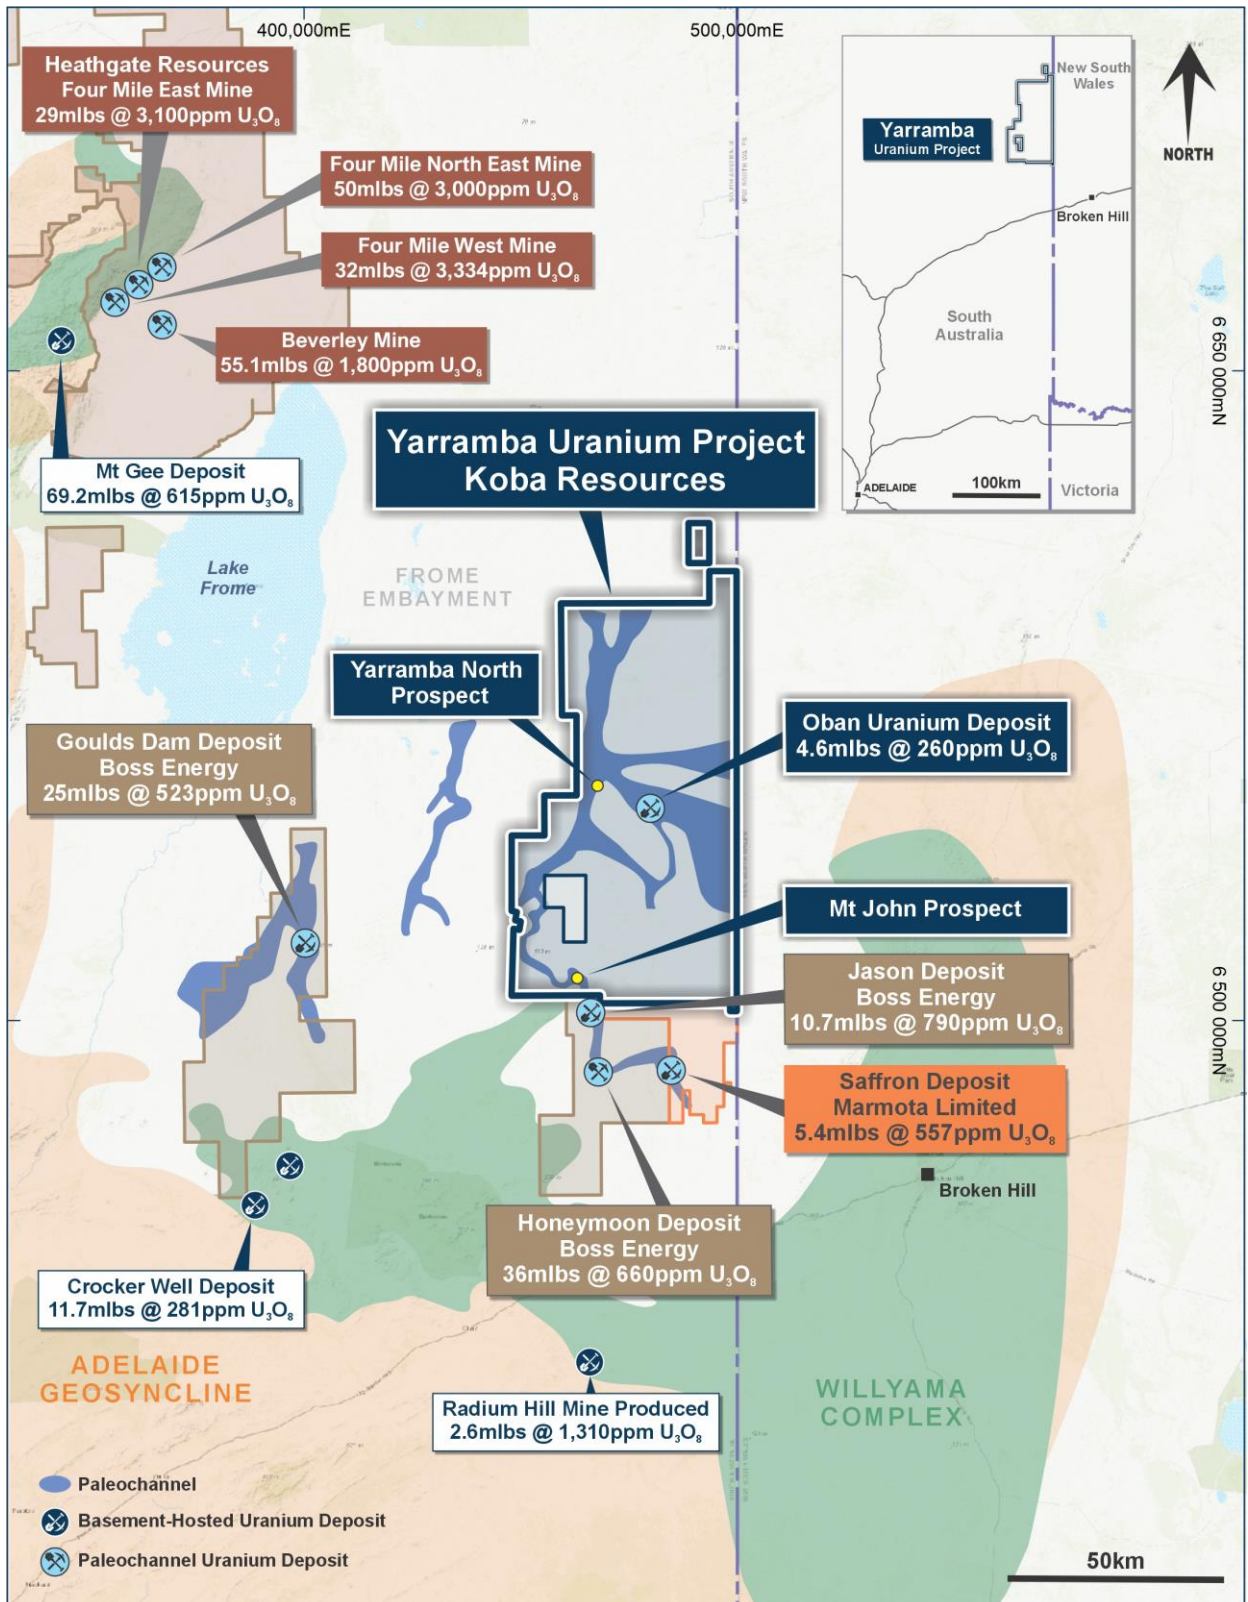 400,000mE
500,000mE
Heathgate Resources
Four Mile East Mine
29mlbs @ 3,100ppm U₃O₈
Four Mile North East Mine
50mlbs @ 3,000ppm U₃O₈
Four Mile West Mine
32mlbs @ 3,334ppm U₃O₈
Beverley Mine
55.1mlbs @ 1,800ppm U₃O₈
Mt Gee Deposit
69.2mlbs @ 615ppm U₃O₈
New South
Wales
Yarramba
Uranium Project
Broken Hill
South
Australia
ADELAIDE
100km
Victoria
NORTH
6 650 000mN
Yarramba Uranium Project
Koba Resources
Lake
Frome
FROME
EMBAYMENT
Yarramba North
Prospect
Oban Uranium Deposit
4.6mlbs @ 260ppm U₃O₈
Goulds Dam Deposit
Boss Energy
25mlbs @ 523ppm U₃O₈
Mt John Prospect
Jason Deposit
Boss Energy
10.7mlbs @ 790ppm U₃O₈
6 500 000mN
Saffron Deposit
Marmota Limited
5.4mlbs @ 557ppm U₃O₈
Broken Hill
Honeymoon Deposit
Boss Energy
36mlbs @ 660ppm U₃O₈
Crocker Well Deposit
11.7mlbs @ 281ppm U₃O₈
ADELAIDE
GEOSYNCLINE
Radium Hill Mine Produced
2.6mlbs @ 1,310ppm U₃O₈
WILLYAMA
COMPLEX
Paleochannel
Basement-Hosted Uranium Deposit
Paleochannel Uranium Deposit
50km